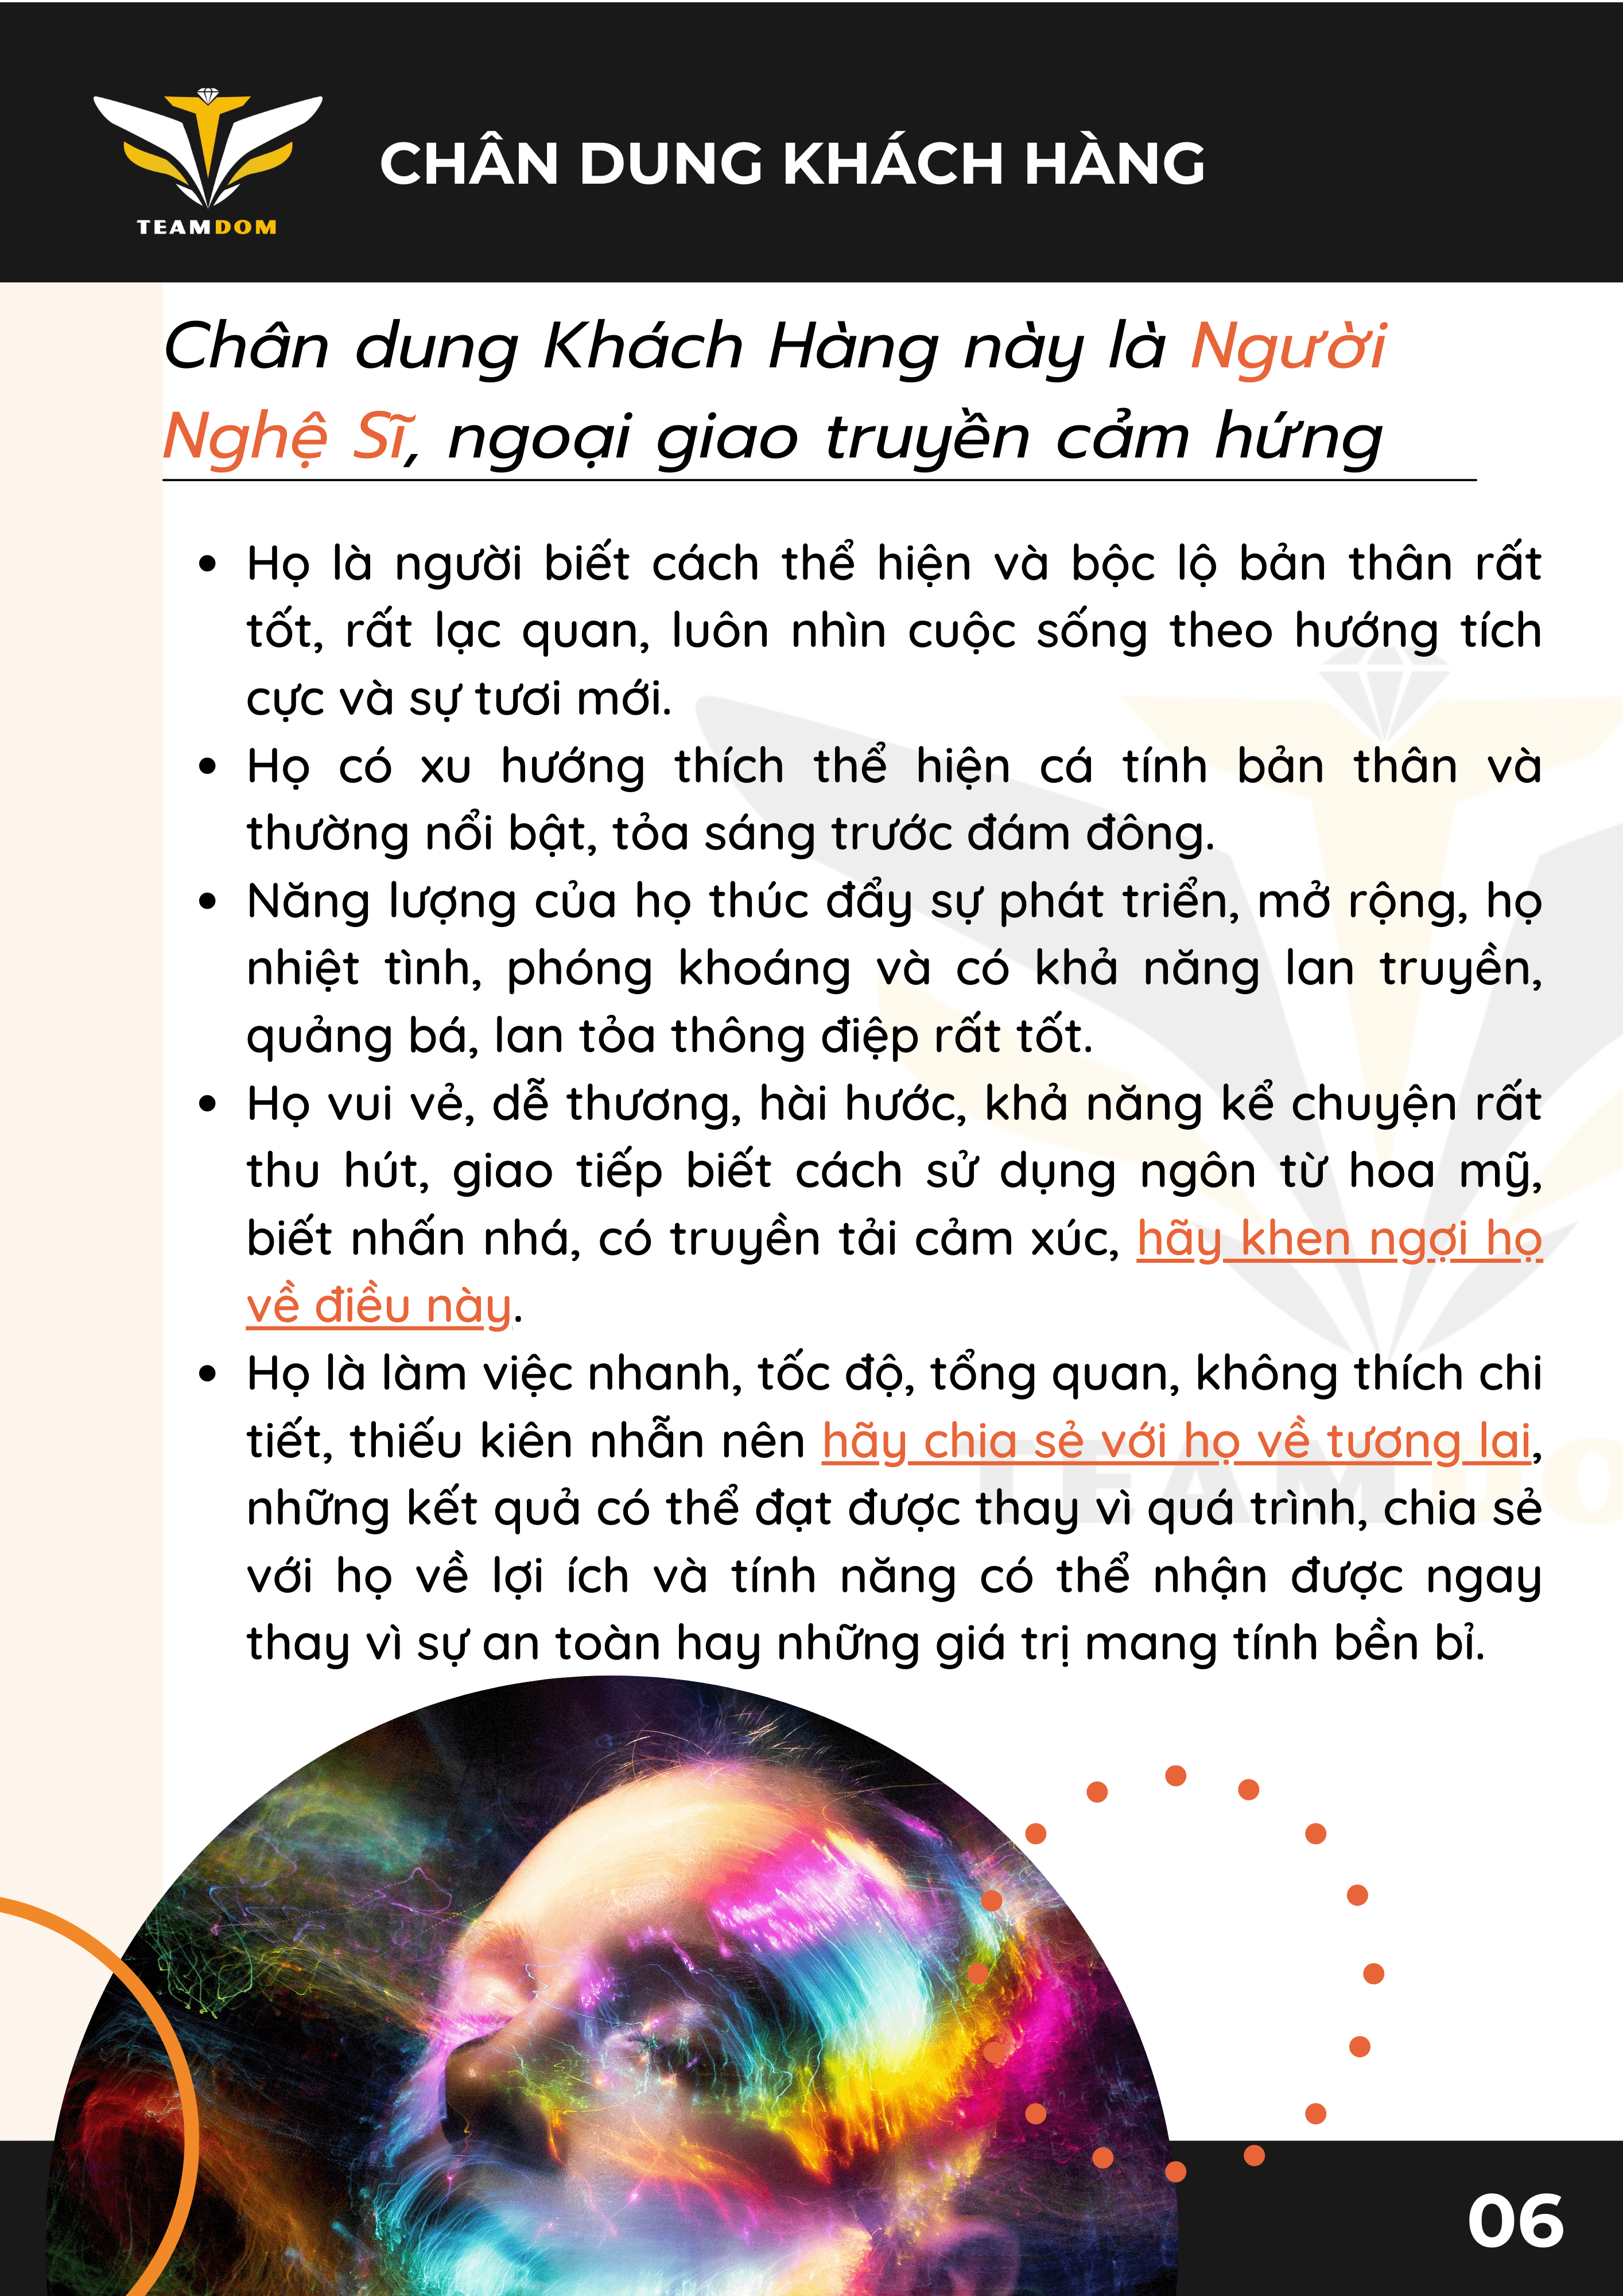 TEAMDOM
CHÂN DUNG KHÁCH HÀNG
Chân dung Khách Hàng này là Người
Nghệ Sĩ, ngoại giao truyền cảm hứng
• Họ là người biết cách thể hiện và bộc lộ bản thân rất
tốt, rất lạc quan, luôn nhìn cuộc sống theo hướng tích
cực và sự tươi mới.
• Họ có xu hướng thích thể hiện cá tính bản thân và
thường nổi bật, tỏa sáng trước đám đông.
• Năng lượng của họ thúc đẩy sự phát triển, mở rộng, họ
nhiệt tình, phóng khoáng và có khả năng lan truyền,
quảng bá, lan tỏa thông điệp rất tốt.
• Họ vui vẻ, dễ thương, hài hước, khả năng kể chuyện rất
thu hút, giao tiếp biết cách sử dụng ngôn từ hoa mỹ,
biết nhấn nhá, có truyền tải cảm xúc, hãy khen ngợi họ
về điều này.
• Họ là làm việc nhanh, tốc độ, tổng quan, không thích chi
tiết, thiếu kiên nhẫn nên hãy chia sẻ với họ về tương lai,
những kết quả có thể đạt được thay vì quá trình, chia sẻ
với họ về lợi ích và tính năng có thể nhận được ngay
thay vì sự an toàn hay những giá trị mang tính bền bỉ.
TEAMDO
06